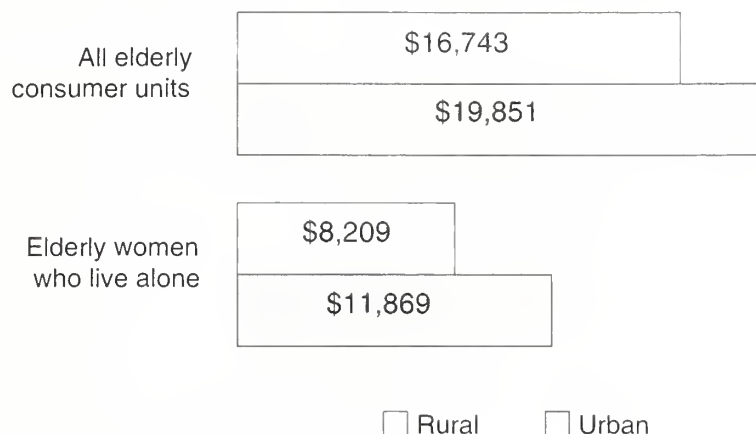 All elderly
consumer units
$16,743
$19,851
Elderly women
who live alone
$8,209
$11,869
Rural
Urban